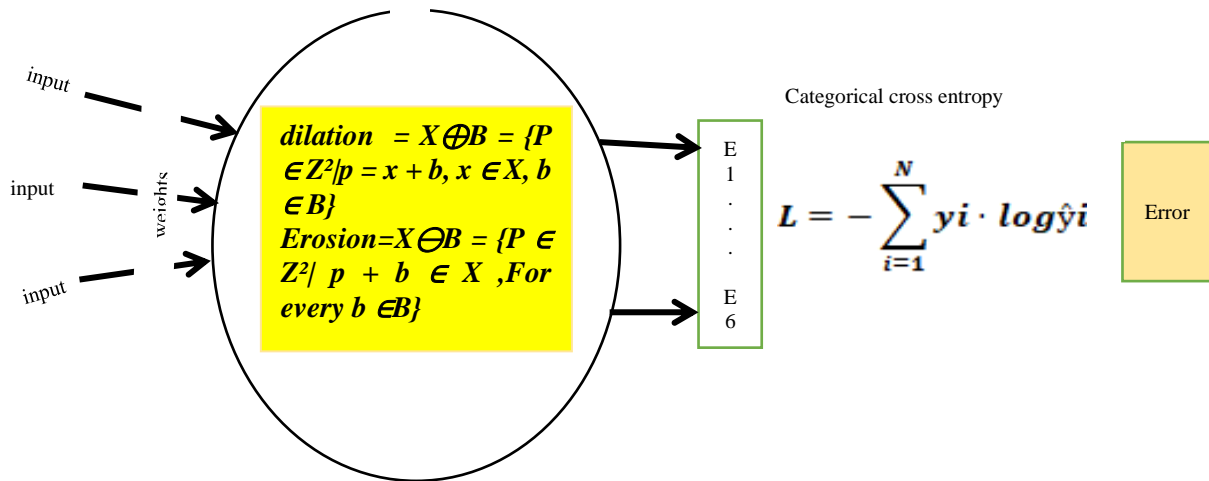 input
input
input
weights
dilation = X⊕B = {P
∈Z²|p = x + b, x ∈X, b
∈B}
Erosion=X⊖B = {P ∈
Z²| p + b ∈ X ,For
every b ∈B}
E
1
.
.
.
E
6
Categorical cross entropy
L = − ∑_{i=1}^{N} yi · logŷi
Error